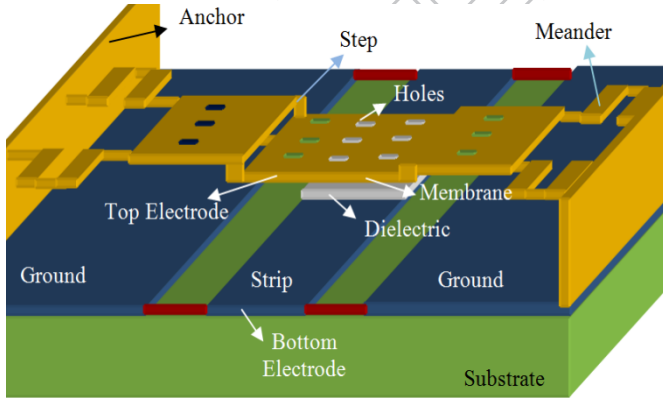 Anchor
Step
Meander
Holes
Top Electrode
Membrane
Dielectric
Ground
Strip
Ground
Bottom
Electrode
Substrate